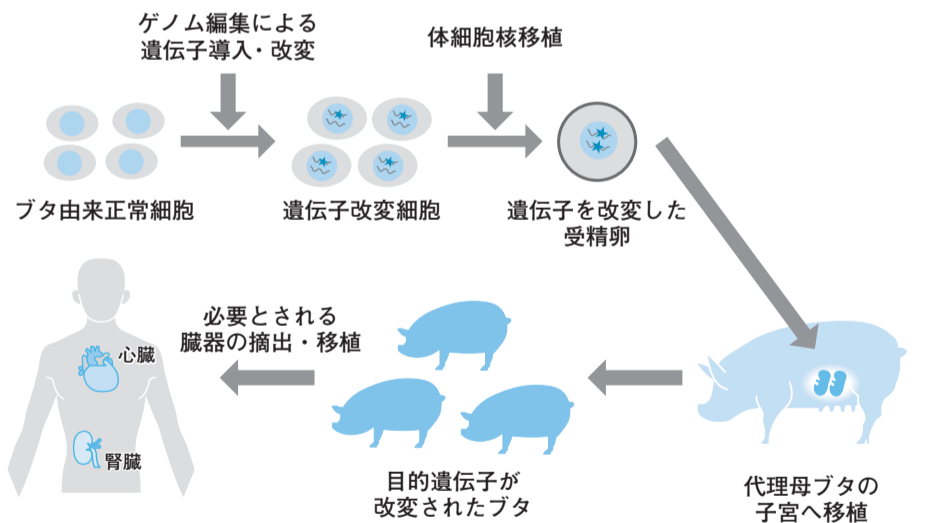 ゲノム編集による
遺伝子導入・改変
体細胞核移植
ブタ由来正常細胞
遺伝子改変細胞
遺伝子を改変した
受精卵
必要とされる
臓器の摘出・移植
心臓
腎臓
目的遺伝子が
改変されたブタ
代理母ブタの
子宮へ移植